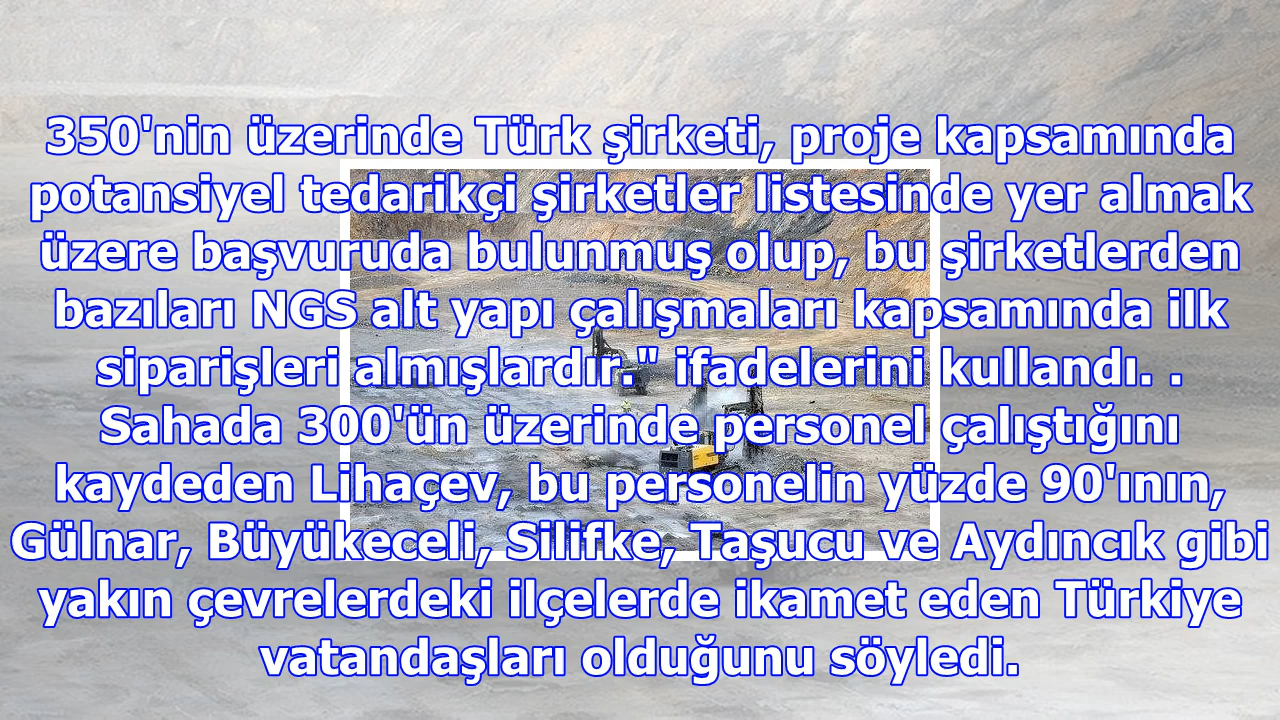 350'nin üzerinde Türk şirketi, proje kapsamında
potansiyel tedarikçi şirketler listesinde yer almak
üzere başvuruda bulunmuş olup, bu şirketlerden
bazıları NGS alt yapı çalışmaları kapsamında ilk
siparişleri almışlardır." ifadelerini kullandı. .
Sahada 300'ün üzerinde personel çalıştığını
kaydeden Lihaçev, bu personelin yüzde 90'ının,
Gülnar, Büyükeceli, Silifke, Taşucu ve Aydıncık gibi
yakın çevrelerdeki ilçelerde ikamet eden Türkiye
vatandaşları olduğunu söyledi.